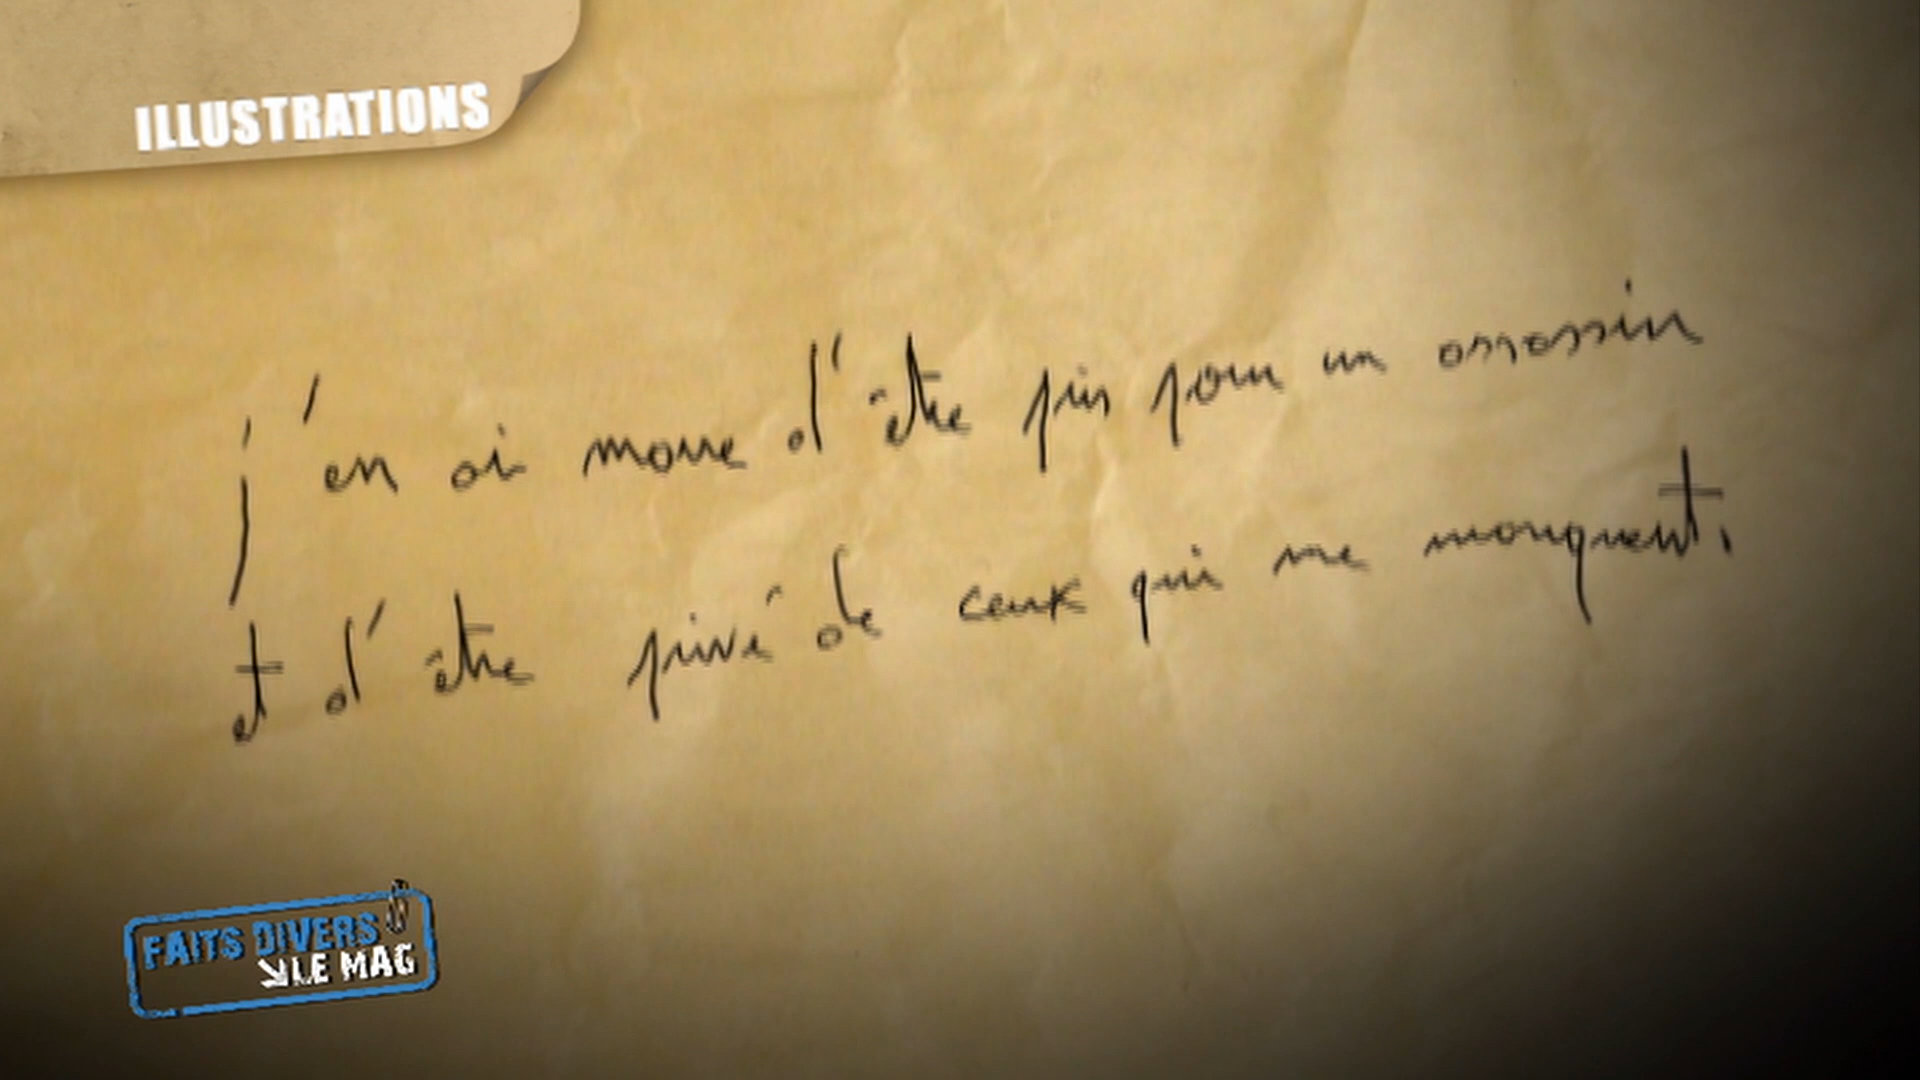 ILLUSTRATIONS
j'en ai marre d'être pris pour un assassin
et d'être privé de ceux qui me manquent.
FAITS DIVERS
LE MAG